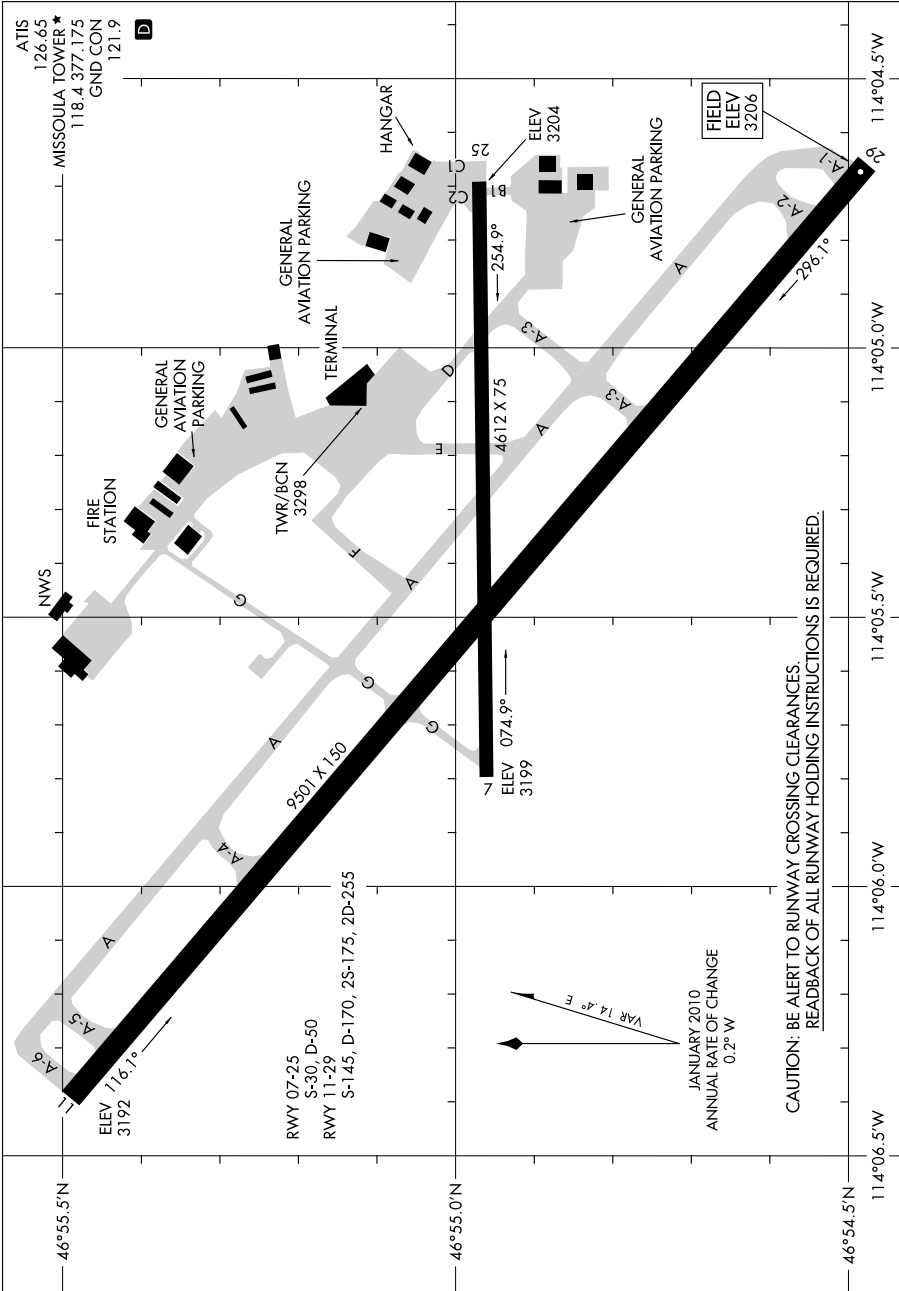 ATIS
126.65
MISSOULA TOWER★
118.4 377.175
GND CON
121.9
D
NWS
FIRE
STATION
GENERAL
AVIATION
PARKING
TERMINAL
TWR/BCN
3298
GENERAL
AVIATION PARKING
HANGAR
C1
C2
25
B1
ELEV
3204
GENERAL
AVIATION PARKING
FIELD
ELEV
3206
29
A-1
A-2
A
296.1°
254.9°
A-3
A-3
D
E
F
4612 X 75
A
A
G
G
G
A
9501 X 150
7
ELEV
3199
074.9°
A-4
A
A-5
A-6
11
116.1°
ELEV
3192
RWY 07-25
S-30, D-50
RWY 11-29
S-145, D-170, 2S-175, 2D-255
VAR 14.4° E
JANUARY 2010
ANNUAL RATE OF CHANGE
0.2° W
CAUTION: BE ALERT TO RUNWAY CROSSING CLEARANCES.
READBACK OF ALL RUNWAY HOLDING INSTRUCTIONS IS REQUIRED.
46°55.5'N
46°55.0'N
46°54.5'N
114°06.5'W
114°06.0'W
114°05.5'W
114°05.0'W
114°04.5'W